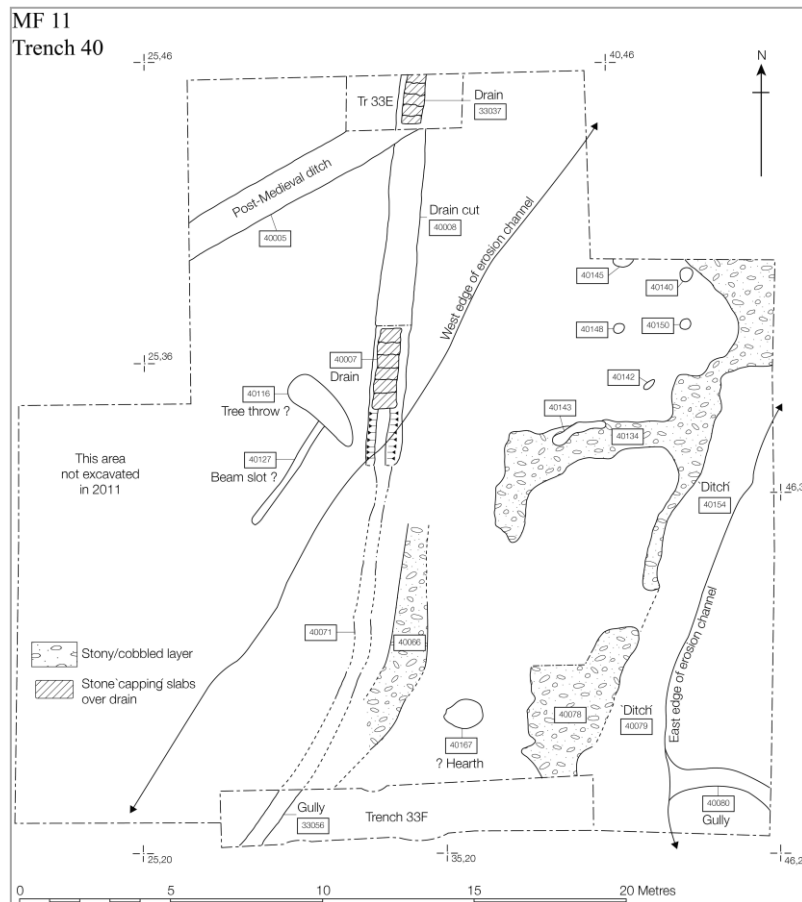 MF 11
Trench 40
25,46
40,46
N
Tr 33E
Drain
33037
Post-Medieval ditch
40005
Drain cut
40008
West edge of erosion channel
40145
40140
40148
40150
25,36
40007
Drain
40142
40116
Tree throw ?
40143
40134
40127
Beam slot ?
This area
not excavated
in 2011
'Ditch'
40154
46,3
40071
40066
Stony/cobbled layer
Stone 'capping' slabs
over drain
East edge of erosion channel
40078
'Ditch'
40079
40167
? Hearth
40080
Gully
Gully
33056
Trench 33F
25,20
35,20
46,2
0 5 10 15 20 Metres